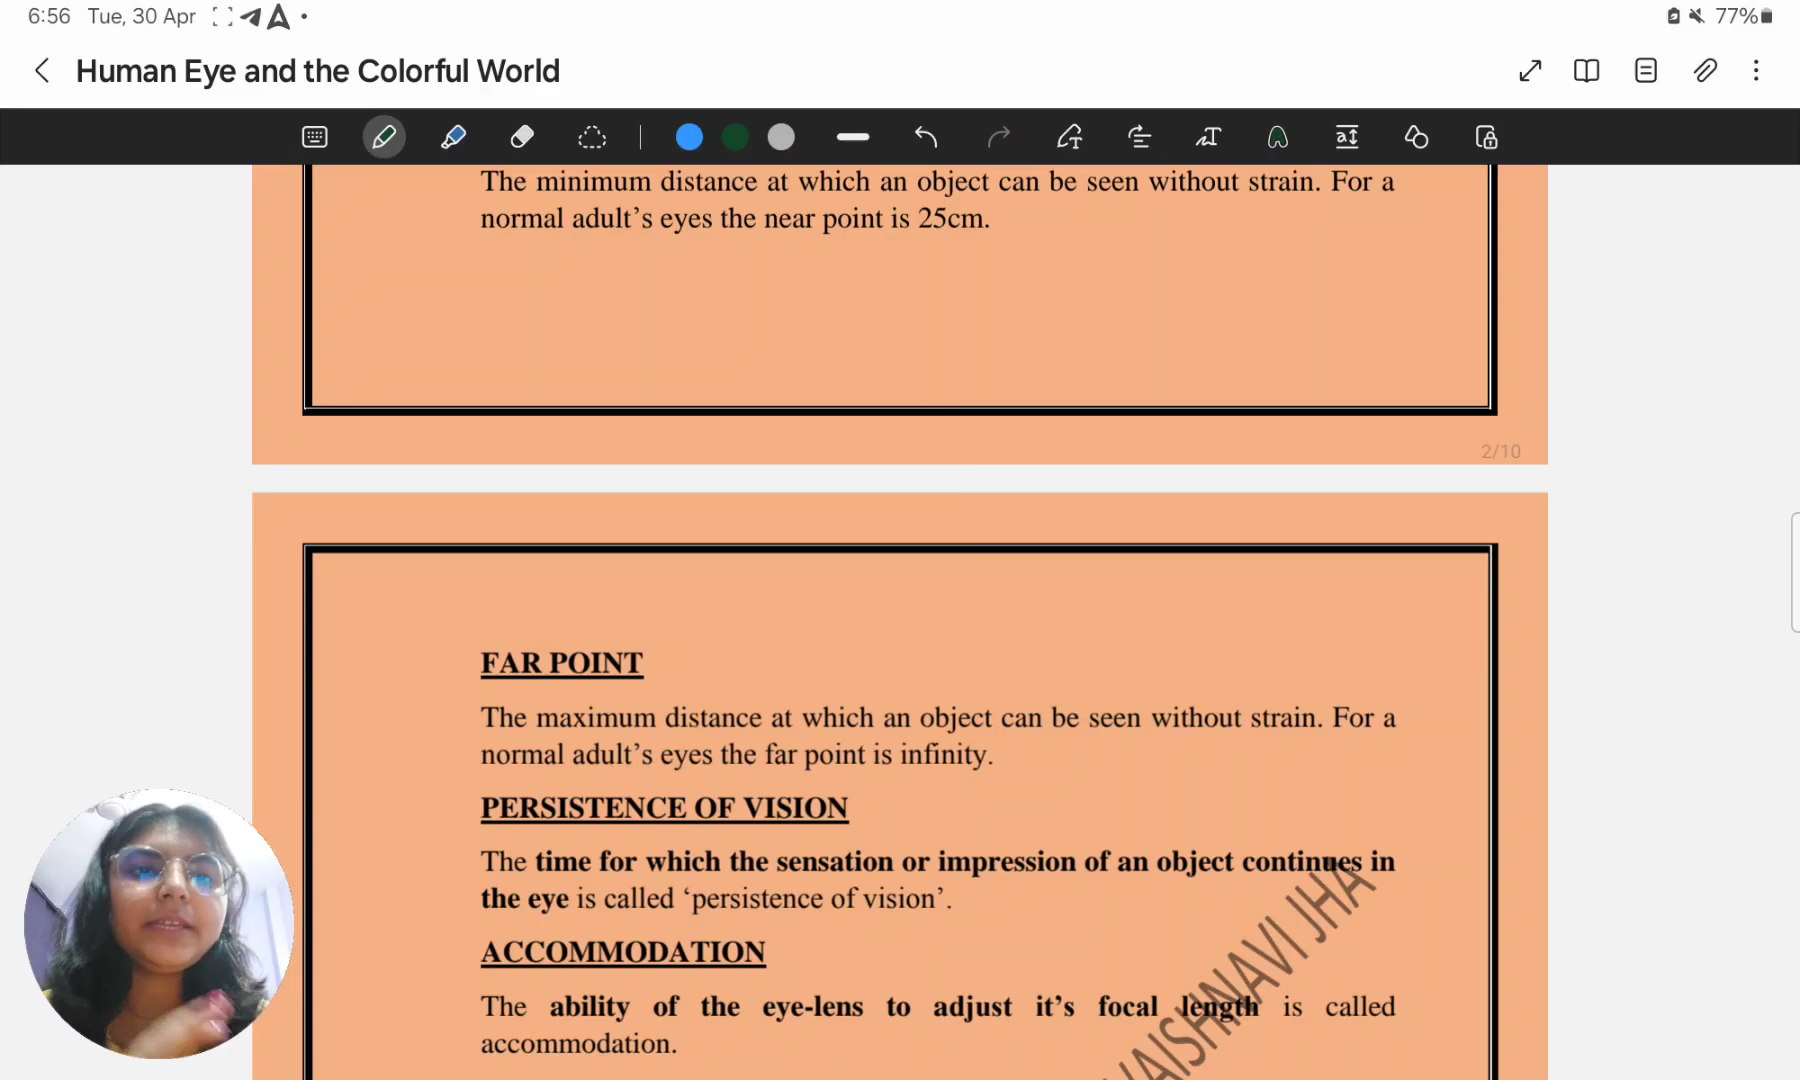 6:56 Tue, 30 Apr
77%
Human Eye and the Colorful World
The minimum distance at which an object can be seen without strain. For a
normal adult’s eyes the near point is 25cm.
2/10
FAR POINT
The maximum distance at which an object can be seen without strain. For a
normal adult’s eyes the far point is infinity.
PERSISTENCE OF VISION
The time for which the sensation or impression of an object continues in
the eye is called ‘persistence of vision’.
ACCOMMODATION
The ability of the eye-lens to adjust it’s focal length is called
accommodation.
VAISHNAVI JHA